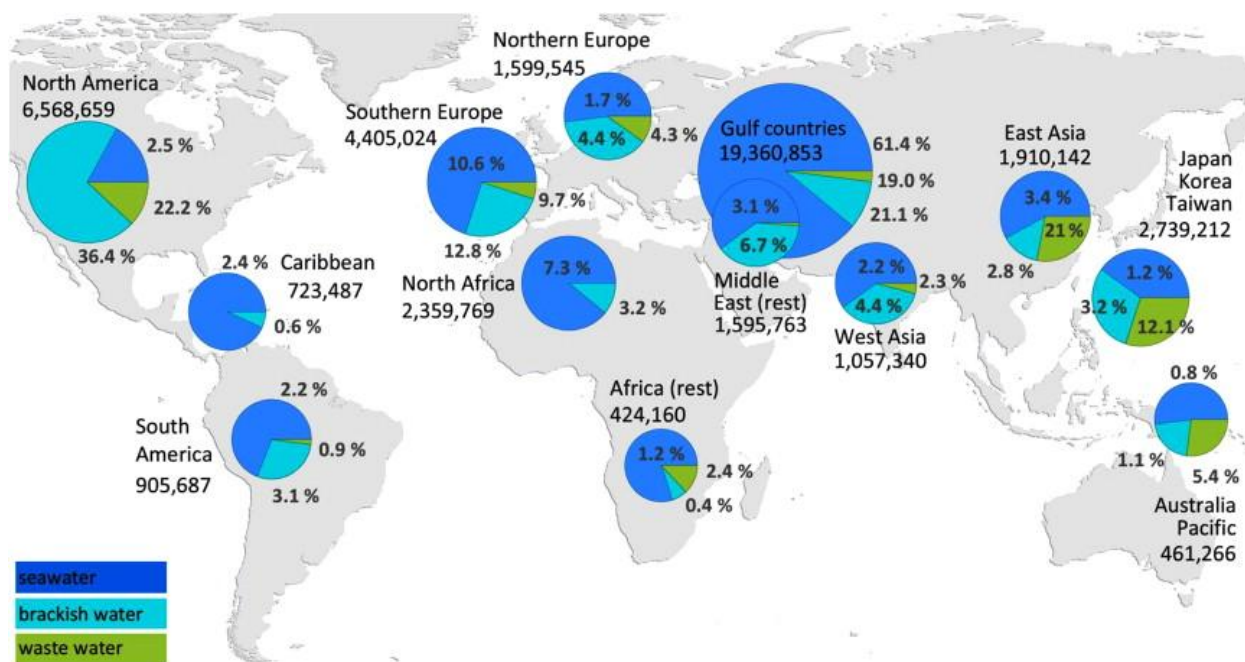 North America
6,568,659
2.5 %
22.2 %
36.4 %
Northern Europe
1,599,545
1.7 %
4.4 %
4.3 %
Southern Europe
4,405,024
10.6 %
9.7 %
12.8 %
Gulf countries
19,360,853
61.4 %
19.0 %
21.1 %
East Asia
1,910,142
3.4 %
21 %
2.8 %
Japan
Korea
Taiwan
2,739,212
1.2 %
3.2 %
12.1 %
2.4 %
Caribbean
723,487
0.6 %
North Africa
2,359,769
7.3 %
3.2 %
3.1 %
6.7 %
Middle
East (rest)
1,595,763
2.2 %
2.3 %
4.4 %
West Asia
1,057,340
2.2 %
South
America
905,687
0.9 %
3.1 %
Africa (rest)
424,160
1.2 %
2.4 %
0.4 %
0.8 %
1.1 %
5.4 %
Australia
Pacific
461,266
seawater
brackish water
waste water